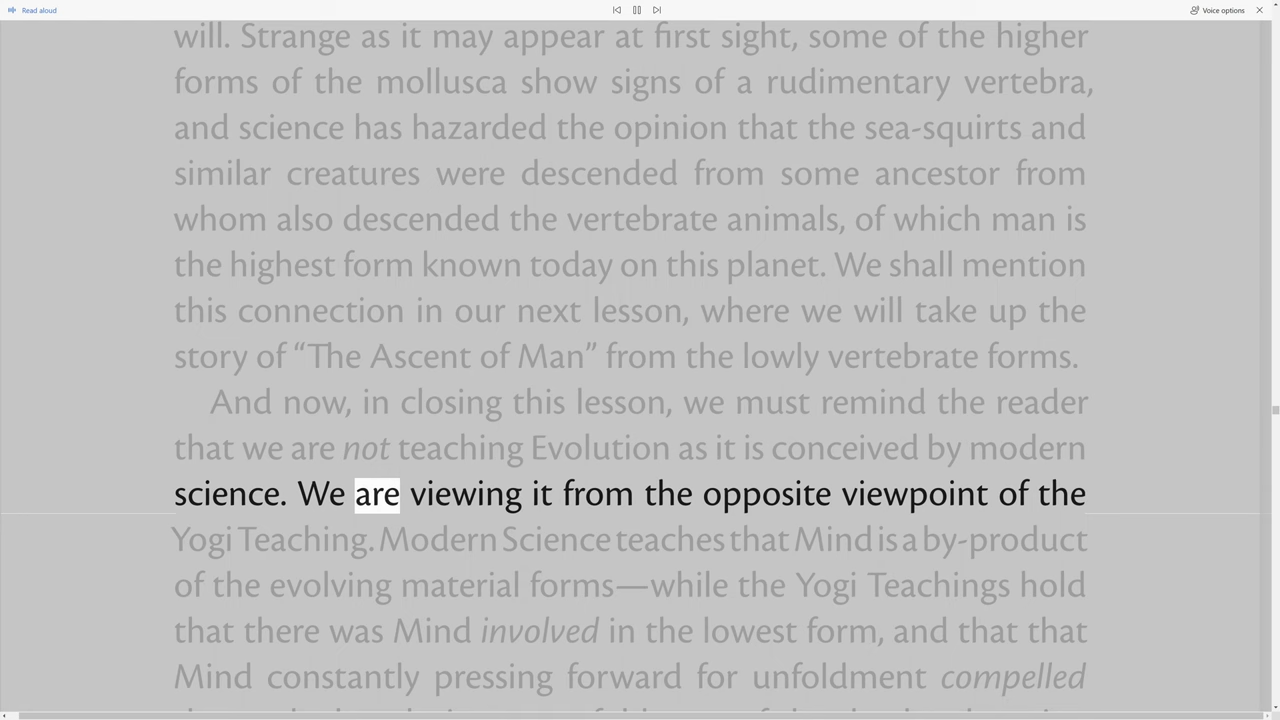 Read aloud
Voice options
will. Strange as it may appear at first sight, some of the higher
forms of the mollusca show signs of a rudimentary vertebra,
and science has hazarded the opinion that the sea-squirts and
similar creatures were descended from some ancestor from
whom also descended the vertebrate animals, of which man is
the highest form known today on this planet. We shall mention
this connection in our next lesson, where we will take up the
story of “The Ascent of Man” from the lowly vertebrate forms.
And now, in closing this lesson, we must remind the reader
that we are not teaching Evolution as it is conceived by modern
science. We are viewing it from the opposite viewpoint of the
Yogi Teaching. Modern Science teaches that Mind is a by-product
of the evolving material forms—while the Yogi Teachings hold
that there was Mind involved in the lowest form, and that that
Mind constantly pressing forward for unfoldment compelled